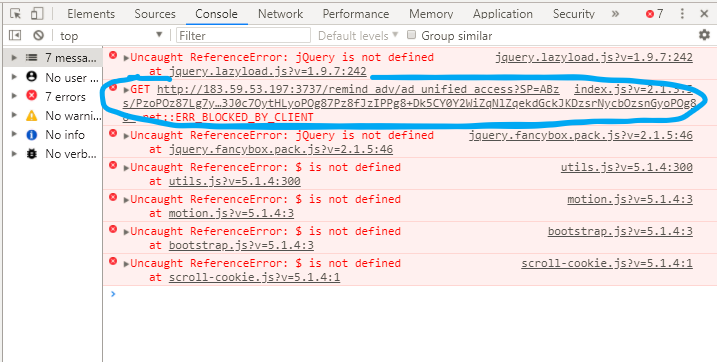 Elements Sources Console Network Performance Memory Application Security » 7
top Filter Default levels ▼ Group similar
7 messa...
No user ...
7 errors
No warni...
No info
No verb...
▶Uncaught ReferenceError: jQuery is not defined jquery.lazyload.js?v=1.9.7:242
at jquery.lazyload.js?v=1.9.7:242
▶GET http://183.59.53.197:3737/remind_adv/ad_unified_access?SP=ABz index.js?v=2.1.5:
s/PzoPOz87Lg7y…3J0c7OytHLyoPOg87Pz8fJzIPPg8+Dk5CY0Y2WiZqNlZqekdGckJKDzsrNycbOzsnGyoPOg8
net::ERR_BLOCKED_BY_CLIENT
▶Uncaught ReferenceError: jQuery is not defined jquery.fancybox.pack.js?v=2.1.5:46
at jquery.fancybox.pack.js?v=2.1.5:46
▶Uncaught ReferenceError: $ is not defined utils.js?v=5.1.4:300
at utils.js?v=5.1.4:300
▶Uncaught ReferenceError: $ is not defined motion.js?v=5.1.4:3
at motion.js?v=5.1.4:3
▶Uncaught ReferenceError: $ is not defined bootstrap.js?v=5.1.4:3
at bootstrap.js?v=5.1.4:3
▶Uncaught ReferenceError: $ is not defined scroll-cookie.js?v=5.1.4:1
at scroll-cookie.js?v=5.1.4:1